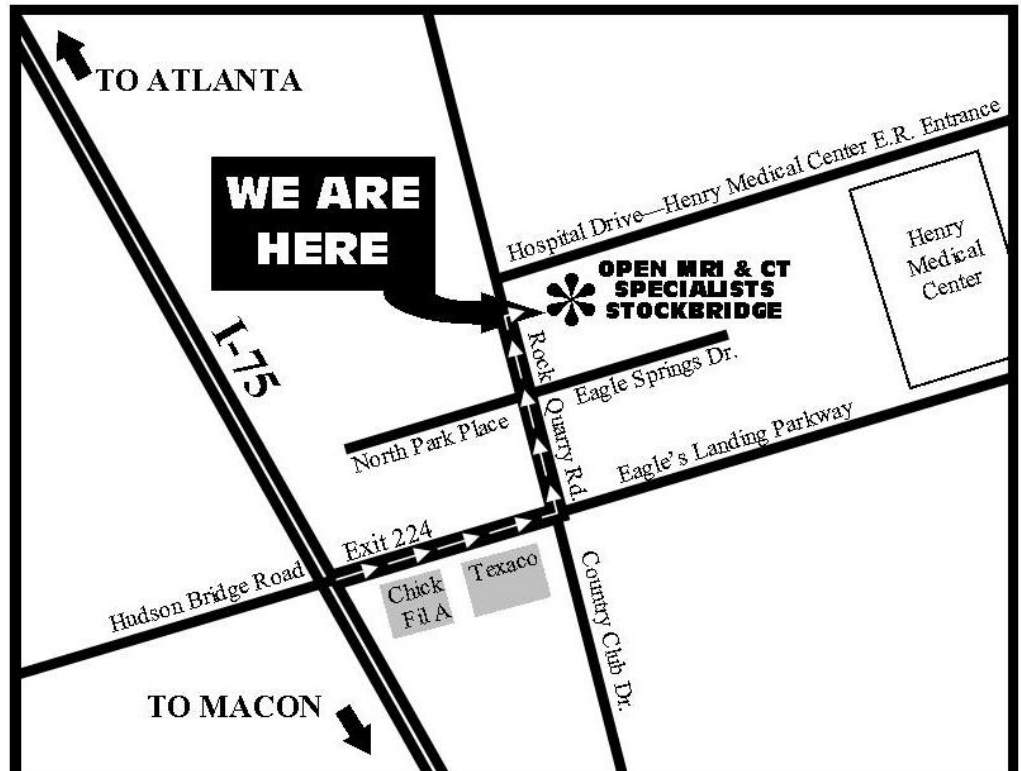 TO ATLANTA
Hospital Drive—Henry Medical Center E.R. Entrance
WE ARE
HERE
Henry
Medical
Center
OPEN MRI & CT
SPECIALISTS
STOCKBRIDGE
I-75
Rock Quarry Rd.
Eagle Springs Dr.
North Park Place
Eagle's Landing Parkway
Exit 224
Hudson Bridge Road
Chick
Fil A
Texaco
Country Club Dr.
TO MACON